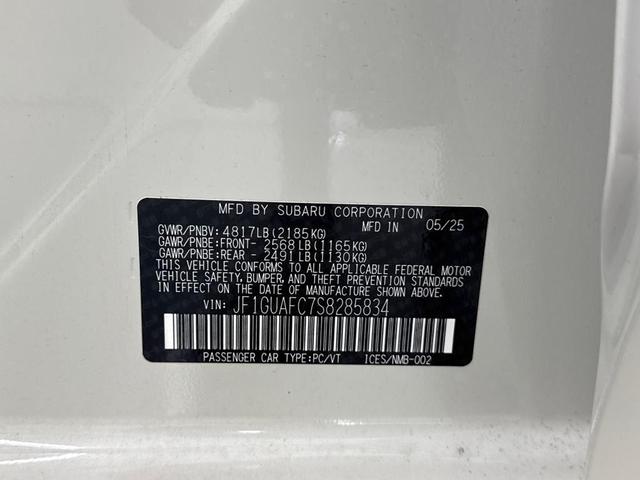 MFD BY SUBARU CORPORATION
GVWR/PNBV: 4817LB(2185KG) MFD IN 05/25
GAWR/PNBE:FRONT- 2568LB(1165KG)
GAWR/PNBE:REAR - 2491LB(1130KG)
THIS VEHICLE CONFORMS TO ALL APPLICABLE FEDERAL MOTOR
VEHICLE SAFETY, BUMPER, AND THEFT PREVENTION STANDARDS
IN EFFECT ON THE DATE OF MANUFACTURE SHOWN ABOVE.
VIN: JF1GUAFC7S8285834
PASSENGER CAR TYPE:PC/VT ICES/NMB-002